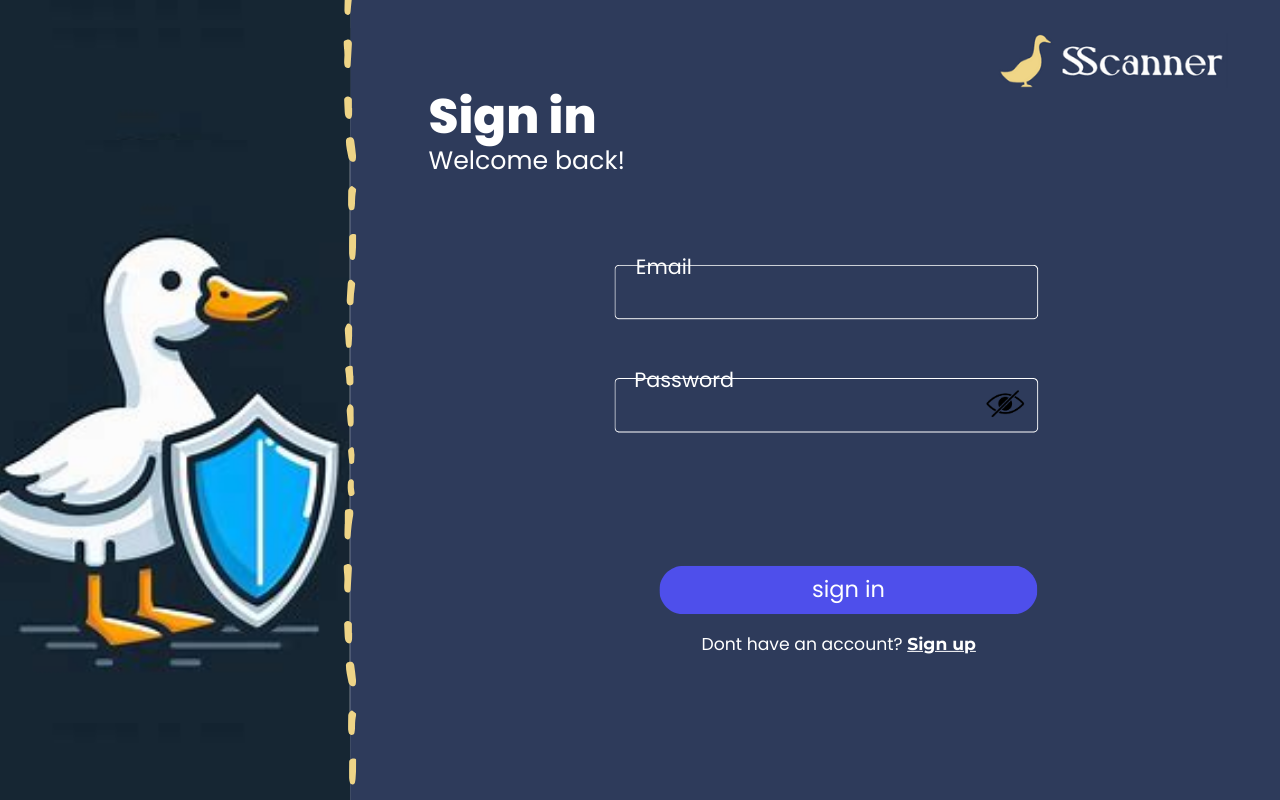 SScanner
Sign in
Welcome back!
Email
Password
sign in
Dont have an account? Sign up